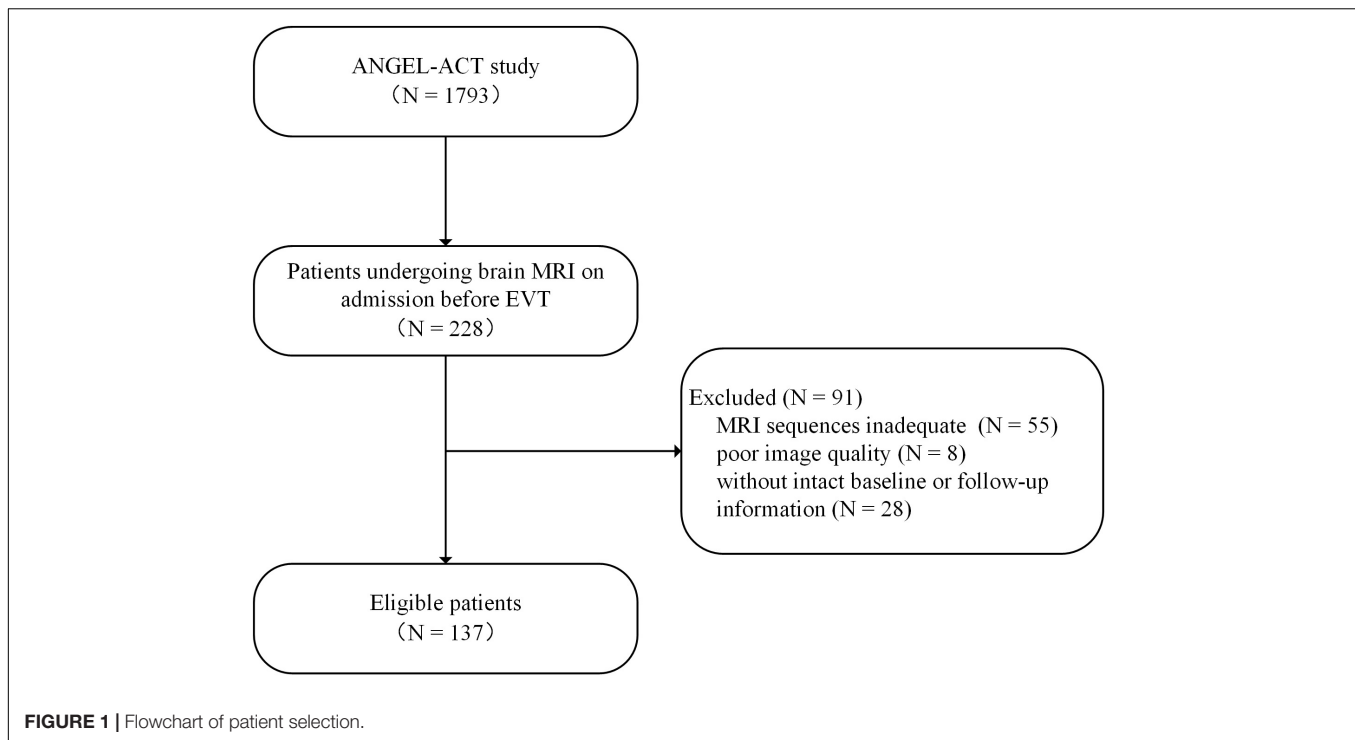 ANGEL-ACT study
（N = 1793）
Patients undergoing brain MRI on
admission before EVT
（N = 228）
Excluded (N = 91)
MRI sequences inadequate (N = 55)
poor image quality (N = 8)
without intact baseline or follow-up
information (N = 28)
Eligible patients
（N = 137）
FIGURE 1 | Flowchart of patient selection.